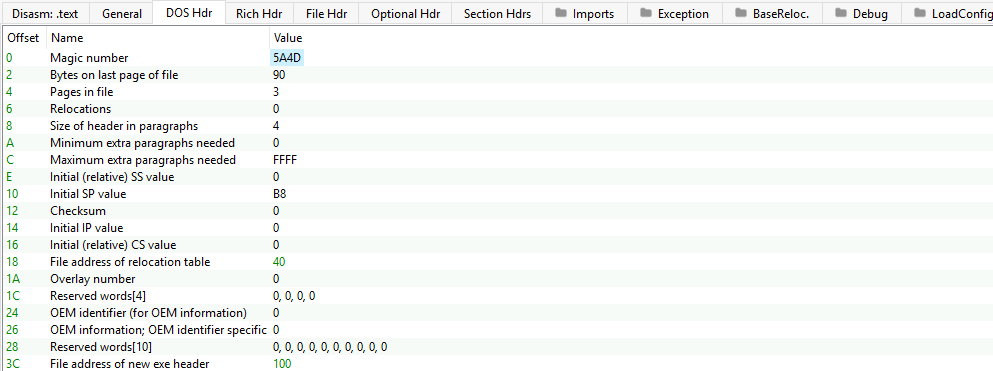 Disasm: .text General DOS Hdr Rich Hdr File Hdr Optional Hdr Section Hdrs Imports Exception BaseReloc. Debug LoadConfig
Offset Name Value
0 Magic number 5A4D
2 Bytes on last page of file 90
4 Pages in file 3
6 Relocations 0
8 Size of header in paragraphs 4
A Minimum extra paragraphs needed 0
C Maximum extra paragraphs needed FFFF
E Initial (relative) SS value 0
10 Initial SP value B8
12 Checksum 0
14 Initial IP value 0
16 Initial (relative) CS value 0
18 File address of relocation table 40
1A Overlay number 0
1C Reserved words[4] 0, 0, 0, 0
24 OEM identifier (for OEM information) 0
26 OEM information; OEM identifier specific 0
28 Reserved words[10] 0, 0, 0, 0, 0, 0, 0, 0, 0, 0
3C File address of new exe header 100